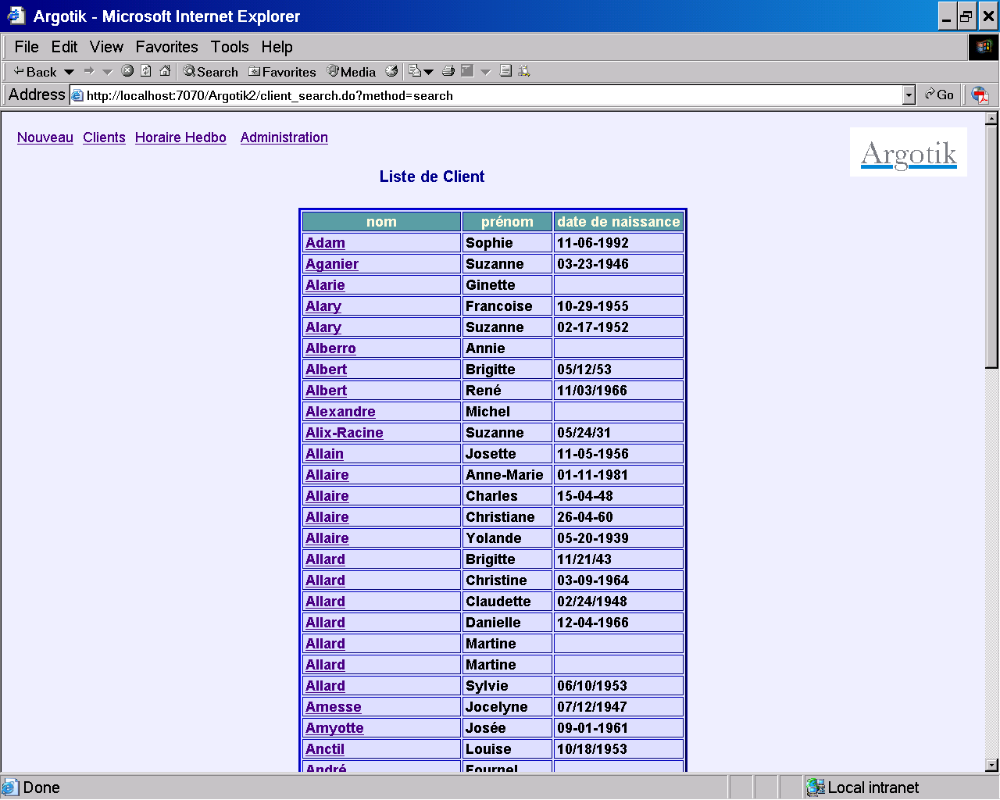 Argotik - Microsoft Internet Explorer
File Edit View Favorites Tools Help
Back Search Favorites Media
Address http://localhost:7070/Argotik2/client_search.do?method=search Go
Nouveau Clients Horaire Hedbo Administration
Argotik
Liste de Client
nom prénom date de naissance
Adam Sophie 11-06-1992
Aganier Suzanne 03-23-1946
Alarie Ginette
Alary Francoise 10-29-1955
Alary Suzanne 02-17-1952
Alberro Annie
Albert Brigitte 05/12/53
Albert René 11/03/1966
Alexandre Michel
Alix-Racine Suzanne 05/24/31
Allain Josette 11-05-1956
Allaire Anne-Marie 01-11-1981
Allaire Charles 15-04-48
Allaire Christiane 26-04-60
Allaire Yolande 05-20-1939
Allard Brigitte 11/21/43
Allard Christine 03-09-1964
Allard Claudette 02/24/1948
Allard Danielle 12-04-1966
Allard Martine
Allard Martine
Allard Sylvie 06/10/1953
Amesse Jocelyne 07/12/1947
Amyotte Josée 09-01-1961
Anctil Louise 10/18/1953
André Fournel
Done Local intranet